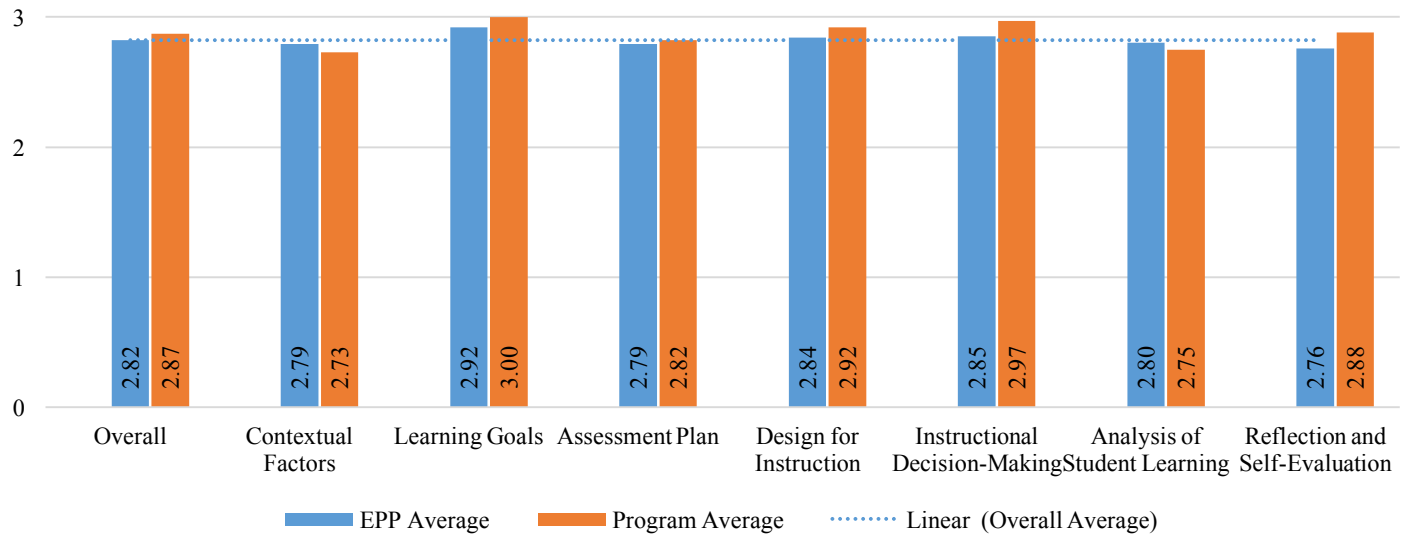 3
2
1
0
2.82
2.87
2.79
2.73
2.92
3.00
2.79
2.82
2.84
2.92
2.85
2.97
2.80
2.75
2.76
2.88
Overall
Contextual
Factors
Learning Goals
Assessment Plan
Design for
Instruction
Instructional
Decision-Making
Analysis of
Student Learning
Reflection and
Self-Evaluation
EPP Average
Program Average
Linear (Overall Average)